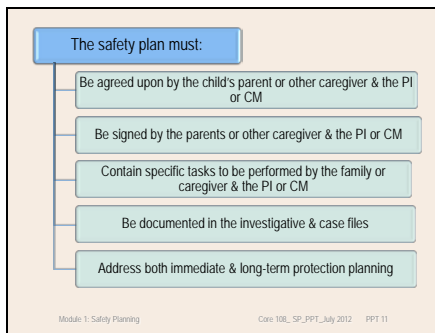 The safety plan must:
Be agreed upon by the child's parent or other caregiver & the PI
or CM
Be signed by the parents or other caregiver & the PI or CM
Contain specific tasks to be performed by the family or
caregiver & the PI or CM
Be documented in the investigative & case files
Address both immediate & long-term protection planning
Module 1: Safety Planning Core 108_ SP_PPT_July 2012 PPT 11